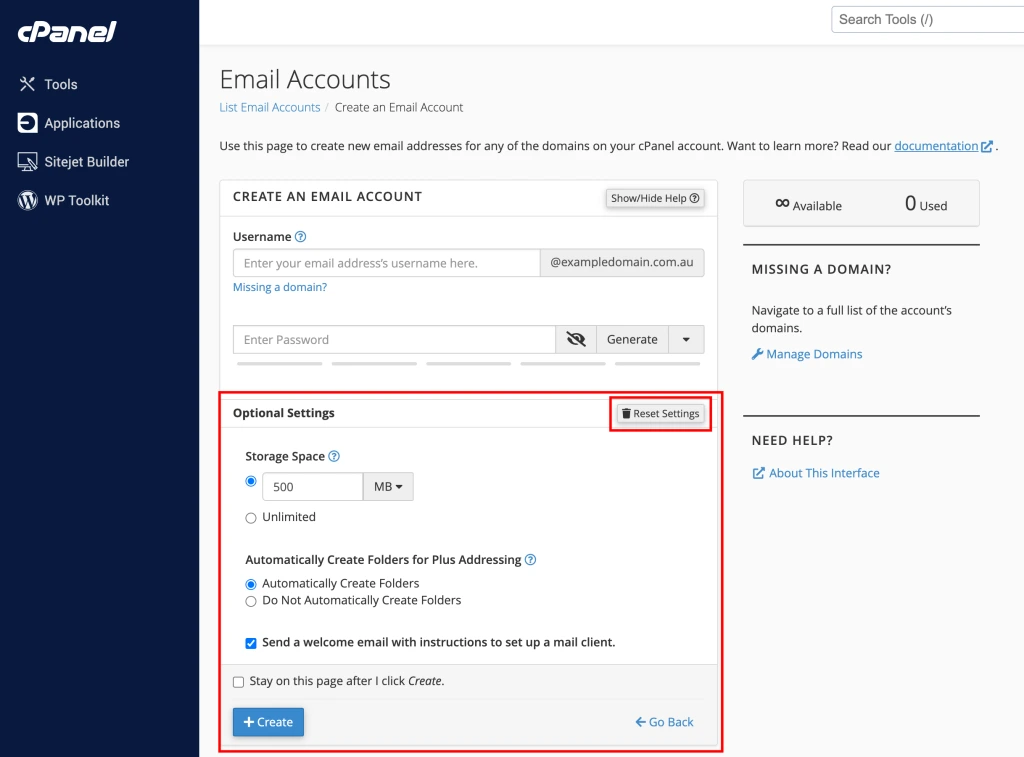 cPanel
Tools
Applications
Sitejet Builder
WP Toolkit
Search Tools (/)
Email Accounts
List Email Accounts / Create an Email Account
Use this page to create new email addresses for any of the domains on your cPanel account. Want to learn more? Read our documentation .
CREATE AN EMAIL ACCOUNT
Show/Hide Help
Username
Enter your email address's username here.
@exampledomain.com.au
Missing a domain?
Enter Password
Generate
Optional Settings
Reset Settings
Storage Space
500
MB
Unlimited
Automatically Create Folders for Plus Addressing
Automatically Create Folders
Do Not Automatically Create Folders
Send a welcome email with instructions to set up a mail client.
Stay on this page after I click Create.
Create
Go Back
∞ Available
0 Used
MISSING A DOMAIN?
Navigate to a full list of the account's
domains.
Manage Domains
NEED HELP?
About This Interface